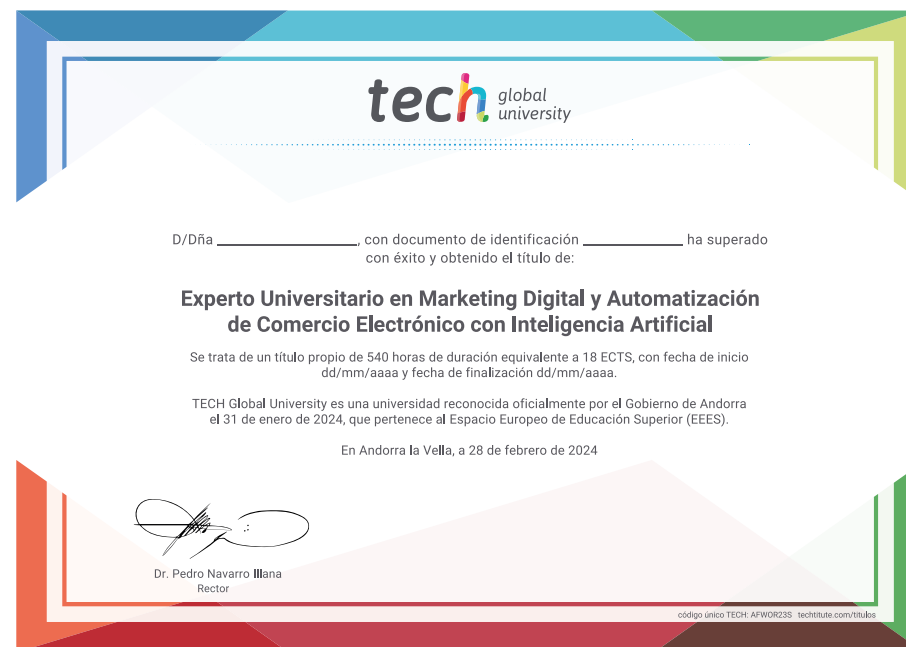 tech global university
D/Dña ____________________, con documento de identificación ______________ ha superado
con éxito y obtenido el título de:
Experto Universitario en Marketing Digital y Automatización
de Comercio Electrónico con Inteligencia Artificial
Se trata de un título propio de 540 horas de duración equivalente a 18 ECTS, con fecha de inicio
dd/mm/aaaa y fecha de finalización dd/mm/aaaa.
TECH Global University es una universidad reconocida oficialmente por el Gobierno de Andorra
el 31 de enero de 2024, que pertenece al Espacio Europeo de Educación Superior (EEES).
En Andorra la Vella, a 28 de febrero de 2024
Dr. Pedro Navarro Illana
Rector
código único TECH: AFWOR23S techtitute.com/titulos